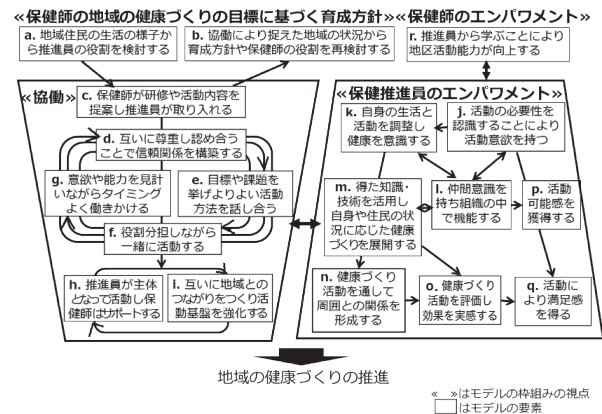 ≪保健師の地域の健康づくりの目標に基づく育成方針≫
≪保健師のエンパワメント≫
a. 地域住民の生活の様子か
ら推進員の役割を検討する
b. 協働により捉えた地域の状況から
育成方針や保健師の役割を再検討する
r. 推進員から学ぶことにより
地区活動能力が向上する
≪協働≫
c. 保健師が研修や活動内容を
提案し推進員が取り入れる
d. 互いに尊重し認め合う
ことで信頼関係を構築する
g. 意欲や能力を見計
いながらタイミング
よく働きかける
e. 目標や課題を
挙げよりよい活動
方法を話し合う
f. 役割分担しながら
一緒に活動する
h. 推進員が主体
となって活動し保
健師はサポートする
i. 互いに地域との
つながりをつくり活
動基盤を強化する
≪保健推進員のエンパワメント≫
k. 自身の生活と
活動を調整し
健康を意識する
j. 活動の必要性を
認識することにより
活動意欲を持つ
m. 得た知識・
技術を活用し
自身や住民の状
況に応じた健康
づくりを展開する
l. 仲間意識を
持ち組織の中
で機能する
p. 活動
可能感を
獲得する
n. 健康づくり
活動を通して
周囲との関係を
形成する
o. 健康づくり
活動を評価し
効果を実感する
q. 活動に
より満足感
を得る
地域の健康づくりの推進
≪ ≫はモデルの枠組みの視点
はモデルの要素